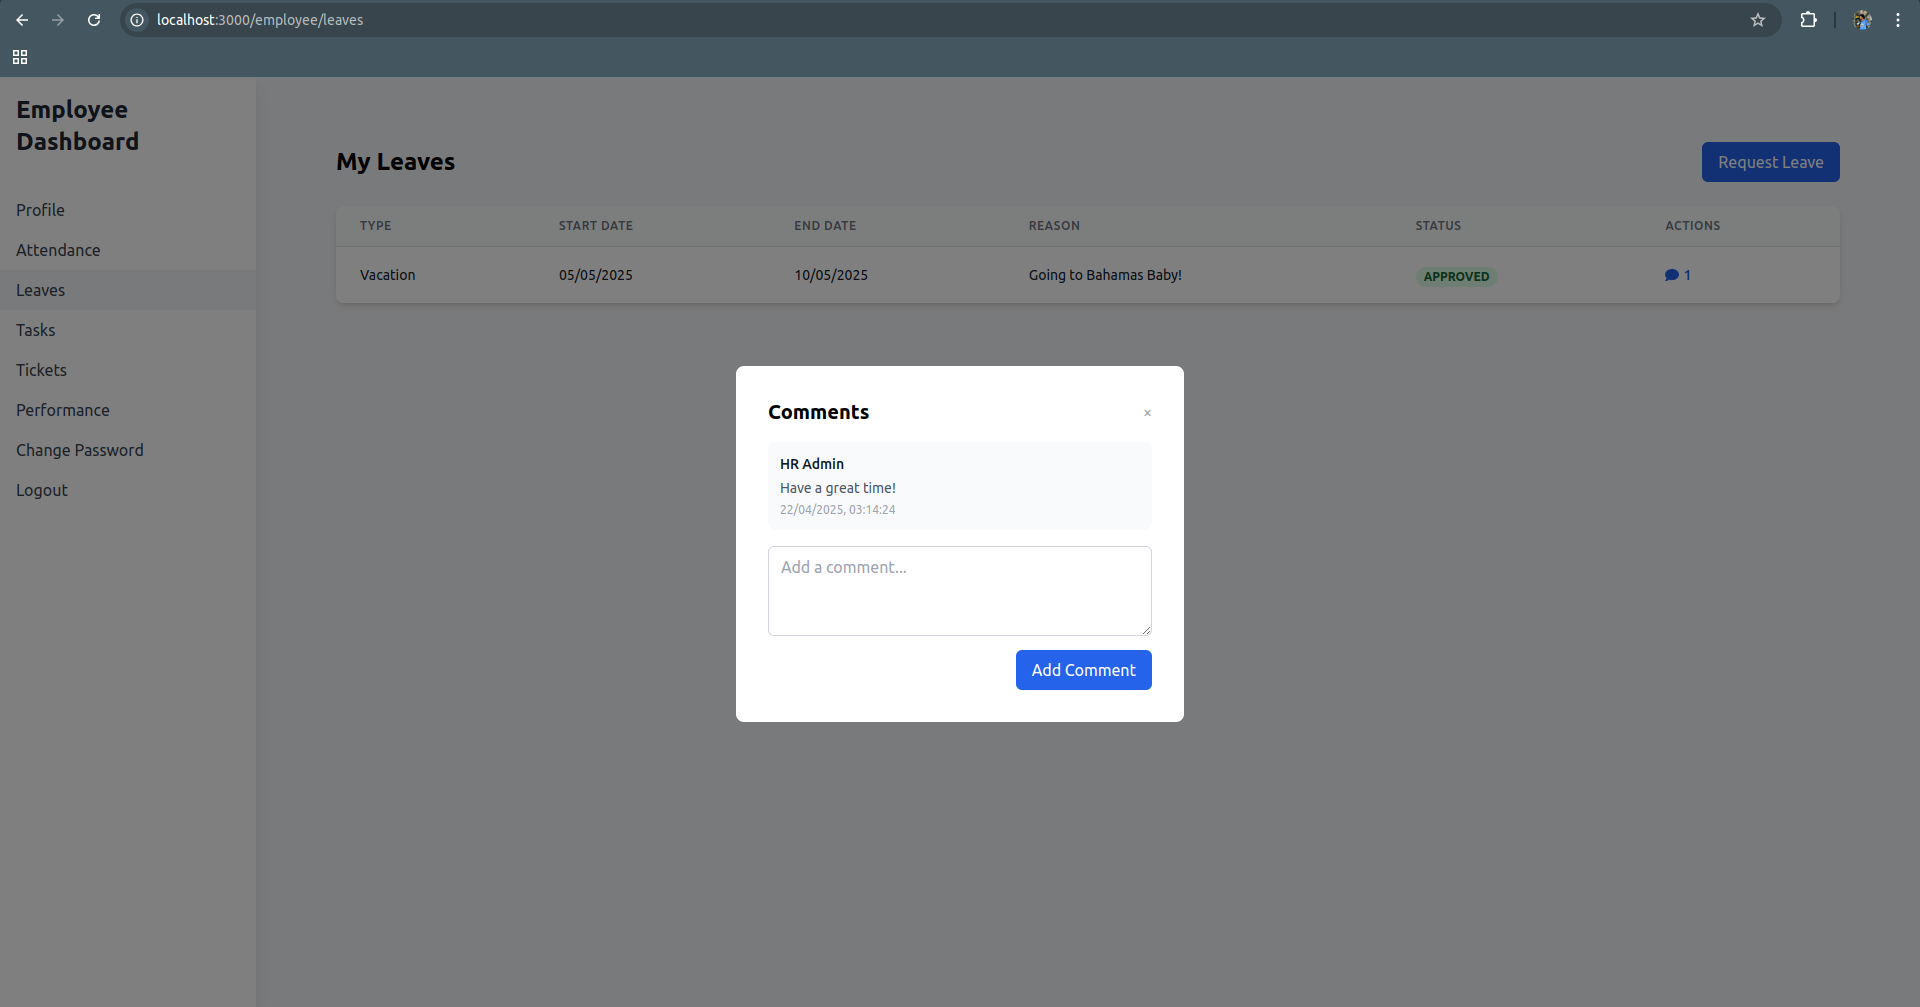 localhost:3000/employee/leaves
Employee
Dashboard
Profile
Attendance
Leaves
Tasks
Tickets
Performance
Change Password
Logout
My Leaves
Request Leave
TYPE START DATE END DATE REASON STATUS ACTIONS
Vacation 05/05/2025 10/05/2025 Going to Bahamas Baby! APPROVED 1
Comments ×
HR Admin
Have a great time!
22/04/2025, 03:14:24
Add a comment...
Add Comment